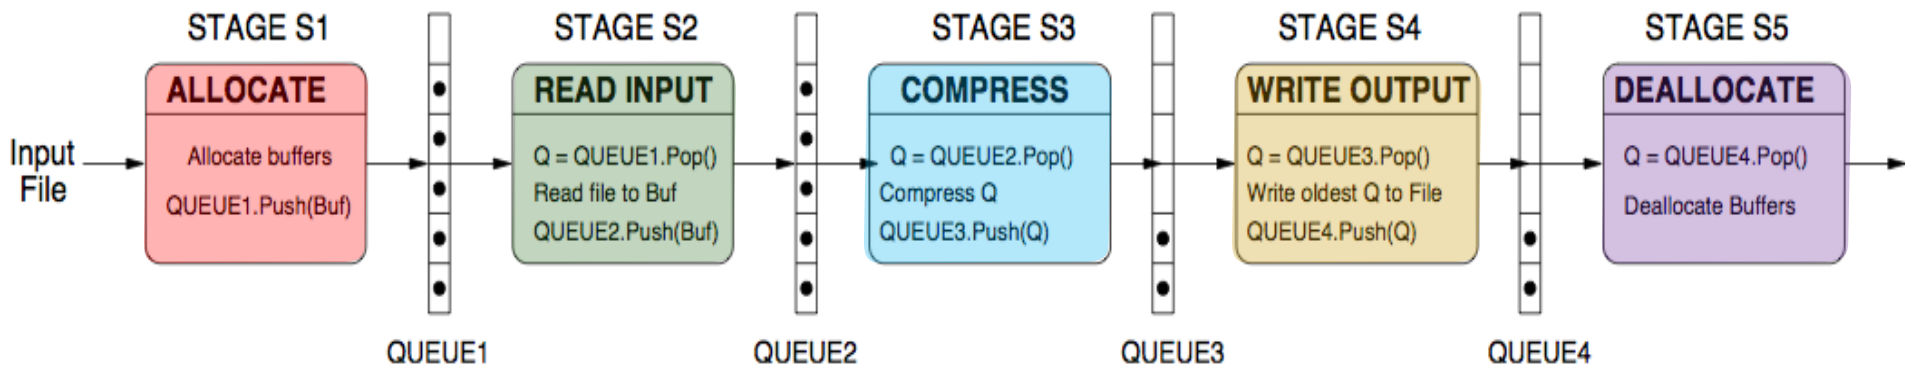 STAGE S1
STAGE S2
STAGE S3
STAGE S4
STAGE S5
Input
File
ALLOCATE
Allocate buffers
QUEUE1.Push(Buf)
READ INPUT
Q = QUEUE1.Pop()
Read file to Buf
QUEUE2.Push(Buf)
COMPRESS
Q = QUEUE2.Pop()
Compress Q
QUEUE3.Push(Q)
WRITE OUTPUT
Q = QUEUE3.Pop()
Write oldest Q to File
QUEUE4.Push(Q)
DEALLOCATE
Q = QUEUE4.Pop()
Deallocate Buffers
QUEUE1
QUEUE2
QUEUE3
QUEUE4